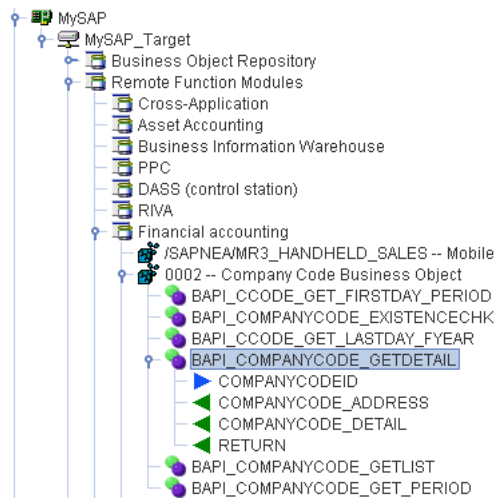 MySAP
MySAP_Target
Business Object Repository
Remote Function Modules
Cross-Application
Asset Accounting
Business Information Warehouse
PPC
DASS (control station)
RIVA
Financial accounting
/SAPNEA/MR3_HANDHELD_SALES -- Mobile
0002 -- Company Code Business Object
BAPI_CCODE_GET_FIRSTDAY_PERIOD
BAPI_COMPANYCODE_EXISTENCECHK
BAPI_CCODE_GET_LASTDAY_FYEAR
BAPI_COMPANYCODE_GETDETAIL
COMPANYCODEID
COMPANYCODE_ADDRESS
COMPANYCODE_DETAIL
RETURN
BAPI_COMPANYCODE_GETLIST
BAPI_COMPANYCODE_GET_PERIOD